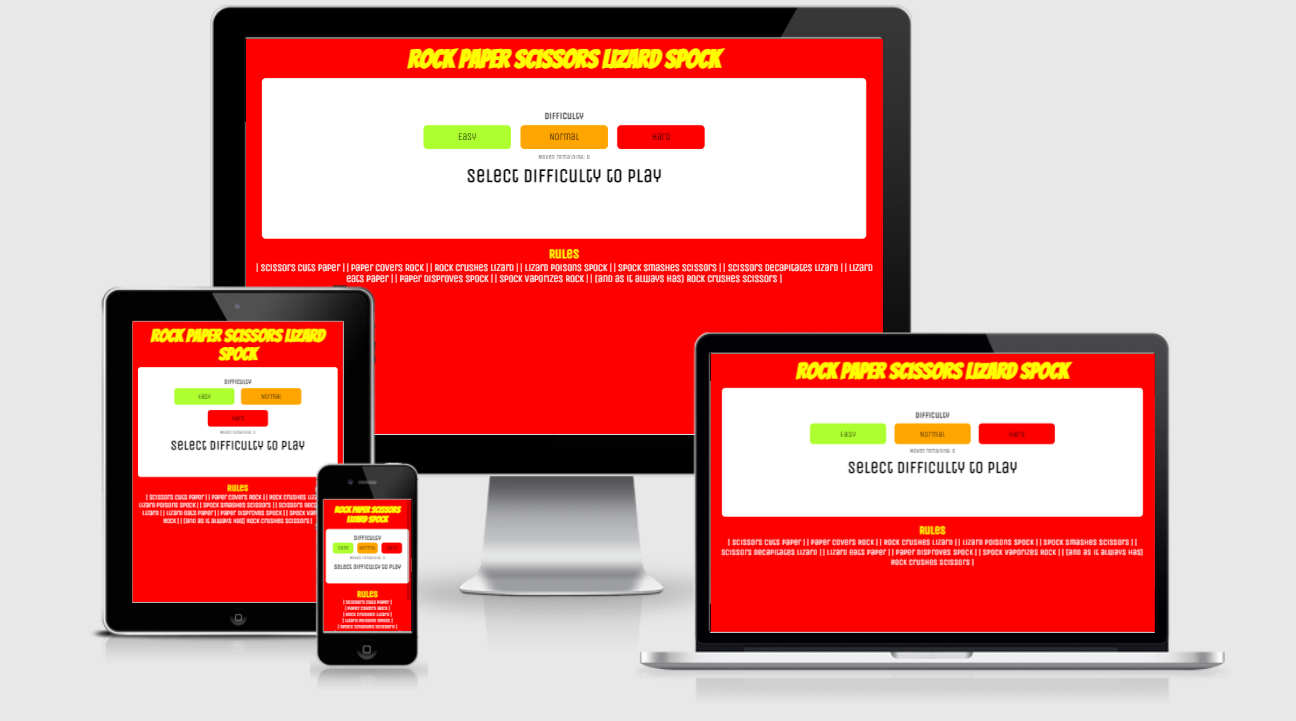 ROCK PAPER SCISSORS LIZARD SPOCK
Difficulty
Easy Normal Hard
Moves remaining: 0
Select Difficulty to Play
Rules
| Scissors cuts Paper | | Paper covers Rock | | Rock crushes Lizard | | Lizard poisons Spock | | Spock smashes Scissors | | Scissors decapitates Lizard | | Lizard
eats Paper | | Paper disproves Spock | | Spock vaporizes Rock | | (and as it always has) Rock crushes Scissors |
ROCK PAPER SCISSORS LIZARD
SPOCK
Difficulty
Easy Normal
Hard
Moves remaining: 0
Select Difficulty to Play
Rules
| Scissors cuts Paper | | Paper covers Rock | | Rock crushes
Lizard poisons Spock | | Spock smashes Scissors | | Scissors
Lizard | | Lizard eats Paper | | Paper disproves Spock | | Spock
Rock | | (and as it always has) Rock crushes Scissors |
ROCK PAPER SCISSORS
LIZARD SPOCK
Difficulty
Easy Normal Hard
Moves remaining: 0
Select Difficulty to Play
Rules
| Scissors cuts Paper |
| Paper covers Rock |
| Rock crushes Lizard |
| Lizard poisons Spock |
| Spock smashes Scissors |
ROCK PAPER SCISSORS LIZARD SPOCK
Difficulty
Easy Normal Hard
Moves remaining: 0
Select Difficulty to Play
Rules
| Scissors cuts Paper | | Paper covers Rock | | Rock crushes Lizard | | Lizard poisons Spock | | Spock smashes Scissors | |
Scissors decapitates Lizard | | Lizard eats Paper | | Paper disproves Spock | | Spock vaporizes Rock | | (and as it always has)
Rock crushes Scissors |